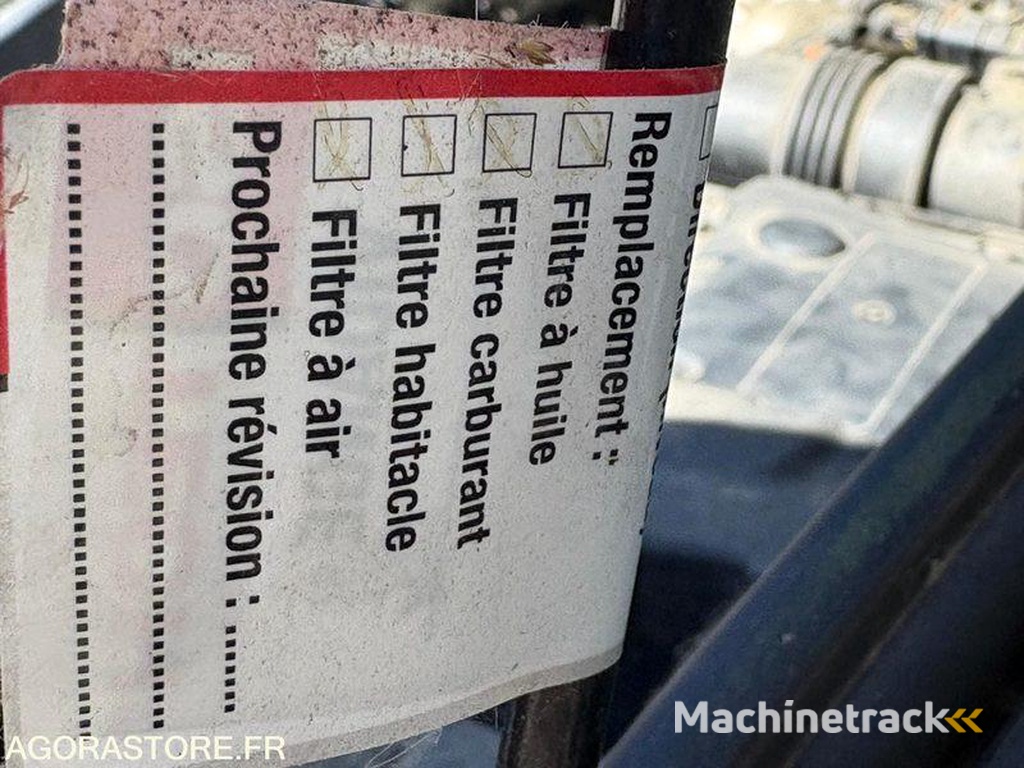 Remplacement :
Filtre à huile
Filtre carburant
Filtre habitacle
Filtre à air
Prochaine révision : .......
AGORASTORE.FR
Machinetrack